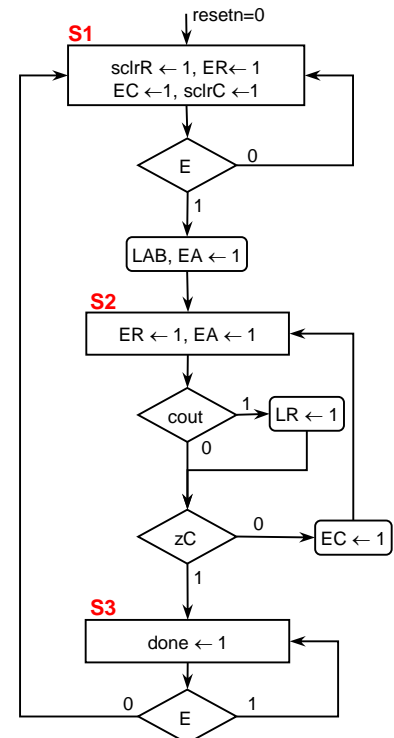 resetn=0
S1
sclrR ← 1, ER← 1
EC ←1, sclrC ←1
E
0
1
LAB, EA ← 1
S2
ER ← 1, EA ← 1
cout
1
LR ← 1
0
zC
0
EC ← 1
1
S3
done ← 1
0
E
1